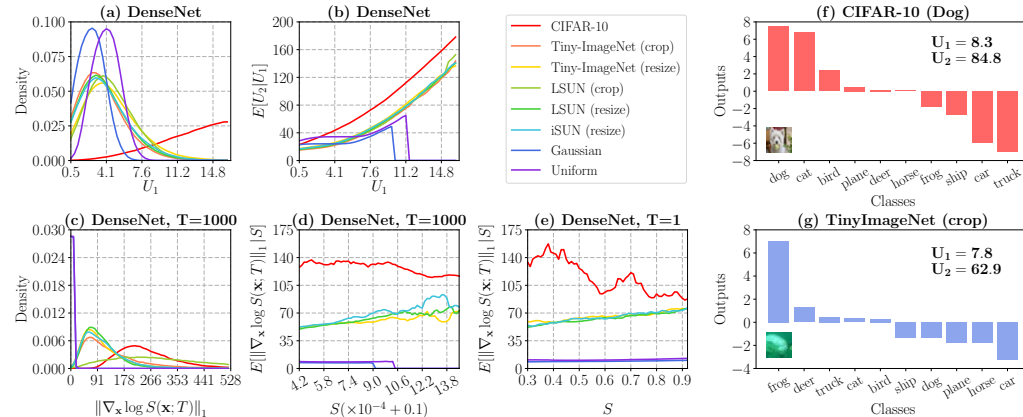 (a) DenseNet
0.100
0.075
0.050
0.025
0.000
Density
0.5 4.1 7.6 11.2 14.8
U₁
(b) DenseNet
200
160
120
80
40
0
E[U₂|U₁]
0.5 4.1 7.6 11.2 14.8
U₁
CIFAR-10
Tiny-ImageNet (crop)
Tiny-ImageNet (resize)
LSUN (crop)
LSUN (resize)
iSUN (resize)
Gaussian
Uniform
(f) CIFAR-10 (Dog)
8
6
4
2
0
−2
−4
−6
−8
Outputs
U₁ = 8.3
U₂ = 84.8
dog cat bird plane deer horse frog ship car truck
Classes
(c) DenseNet, T=1000
0.030
0.024
0.018
0.012
0.006
0.000
Density
0 91 178 266 353 441 528
‖∇ₓ log S(x; T)‖₁
(d) DenseNet, T=1000
175
140
105
70
35
0
E[‖∇ₓ log S(x; T)‖₁|S]
4.2 5.8 7.4 9.0 10.6 12.2 13.8
S(×10⁻⁴ + 0.1)
(e) DenseNet, T=1
175
140
105
70
35
0
E[‖∇ₓ log S(x; T)‖₁|S]
0.3 0.4 0.5 0.6 0.7 0.8 0.9
S
(g) TinyImageNet (crop)
8
6
4
2
0
−2
−4
Outputs
U₁ = 7.8
U₂ = 62.9
frog deer truck cat bird ship dog plane horse car
Classes